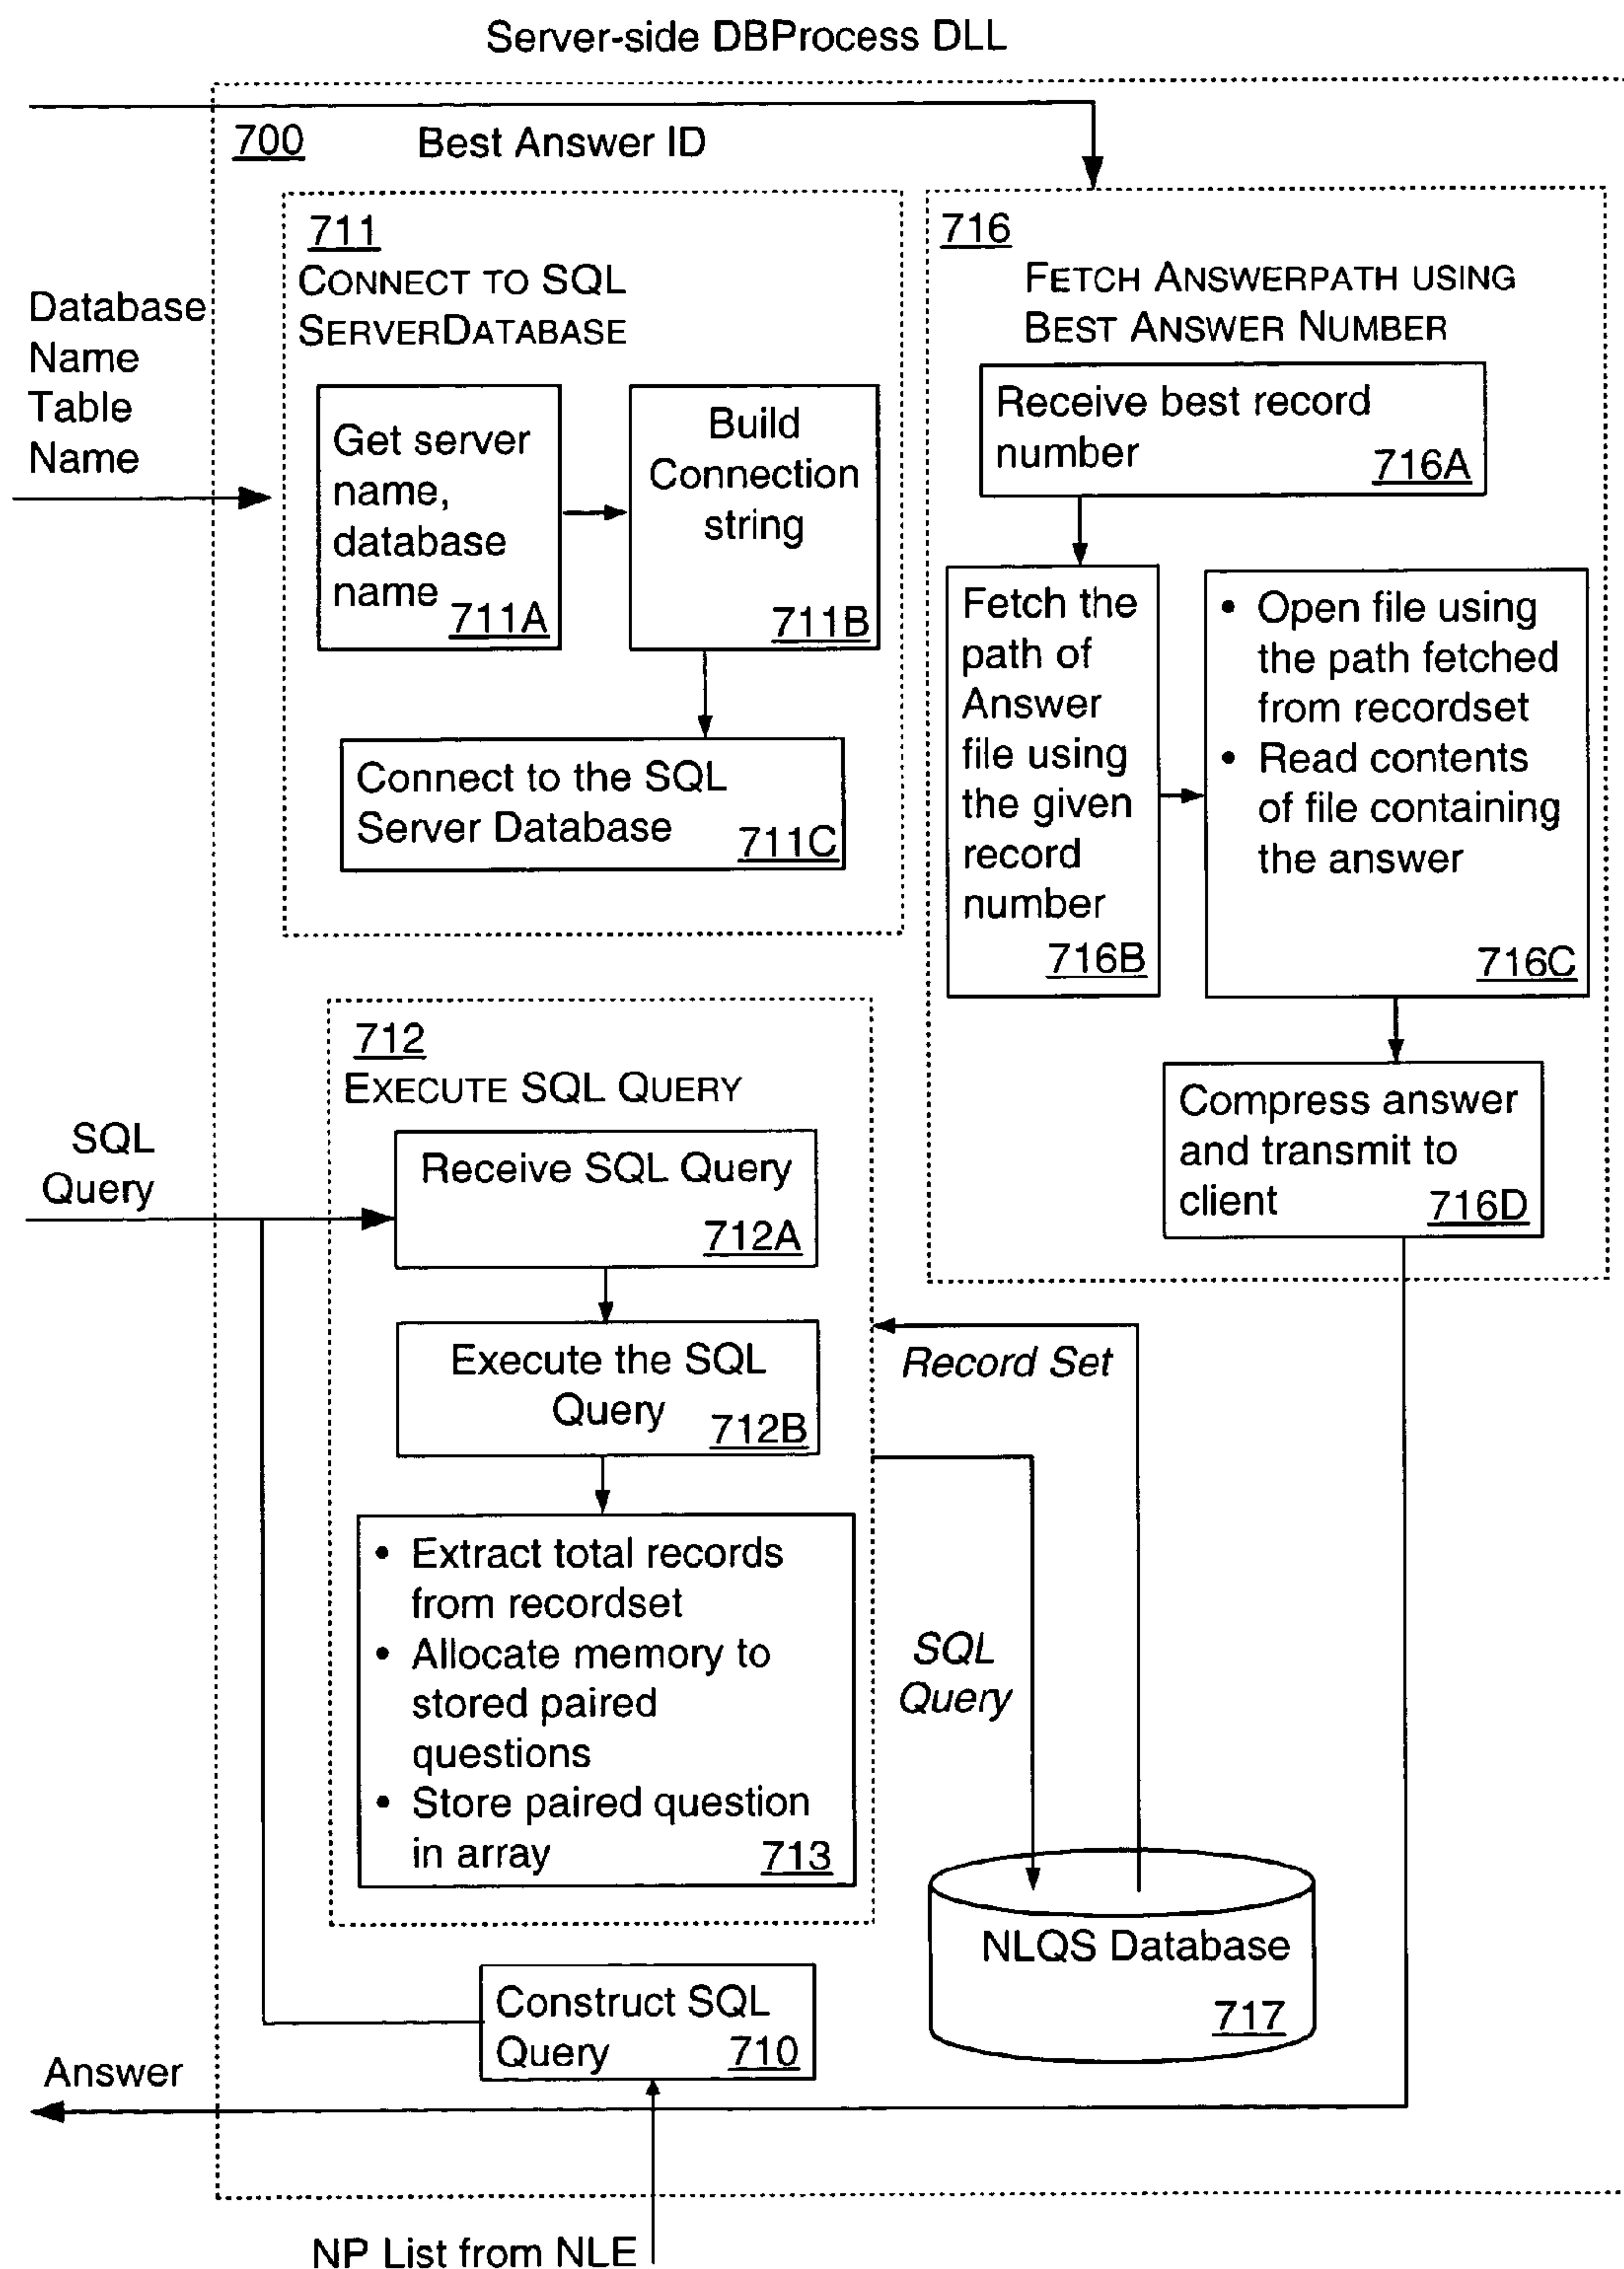 Server-side DBProcess DLL
700
Best Answer ID
Database
Name
Table
Name
711
CONNECT TO SQL
SERVERDATABASE
Get server
name,
database
name
711A
Build
Connection
string
711B
Connect to the SQL
Server Database
711C
716
FETCH ANSWERPATH USING
BEST ANSWER NUMBER
Receive best record
number
716A
Fetch the
path of
Answer
file using
the given
record
number
716B
• Open file using
the path fetched
from recordset
• Read contents
of file containing
the answer
716C
Compress answer
and transmit to
client
716D
SQL
Query
712
EXECUTE SQL QUERY
Receive SQL Query
712A
Execute the SQL
Query
712B
• Extract total records
from recordset
• Allocate memory to
stored paired
questions
• Store paired question
in array
713
Record Set
SQL
Query
NLQS Database
717
Construct SQL
Query
710
Answer
NP List from NLE